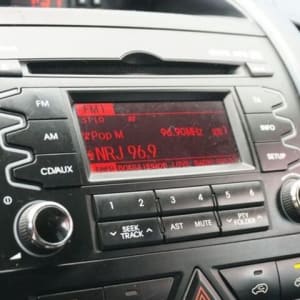 FM
FM1
TA
ST
Pop M 96.90MHz
AM
INFO
NRJ 96.9
CD/AUX
SETUP
1 2 3 4 5 6
SEEK
TRACK
AST
MUTE
PTY
FOLDER